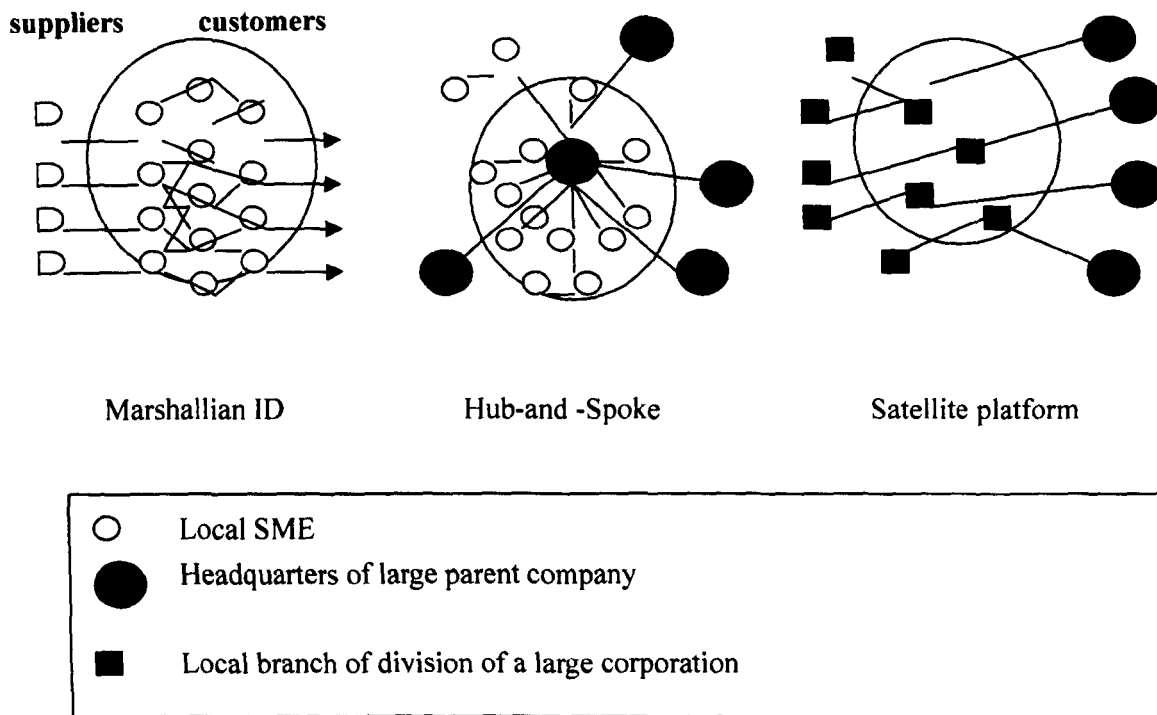 suppliers customers
Marshallian ID Hub-and -Spoke Satellite platform
Local SME
Headquarters of large parent company
Local branch of division of a large corporation